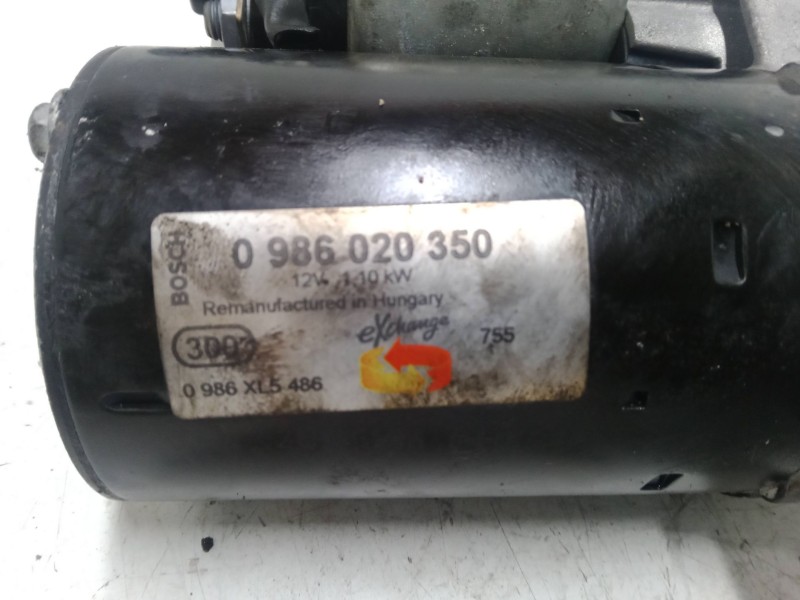 BOSCH
0 986 020 350
12V 1.10 kW
Remanufactured in Hungary
eXchange
755
0 986 XL5 486